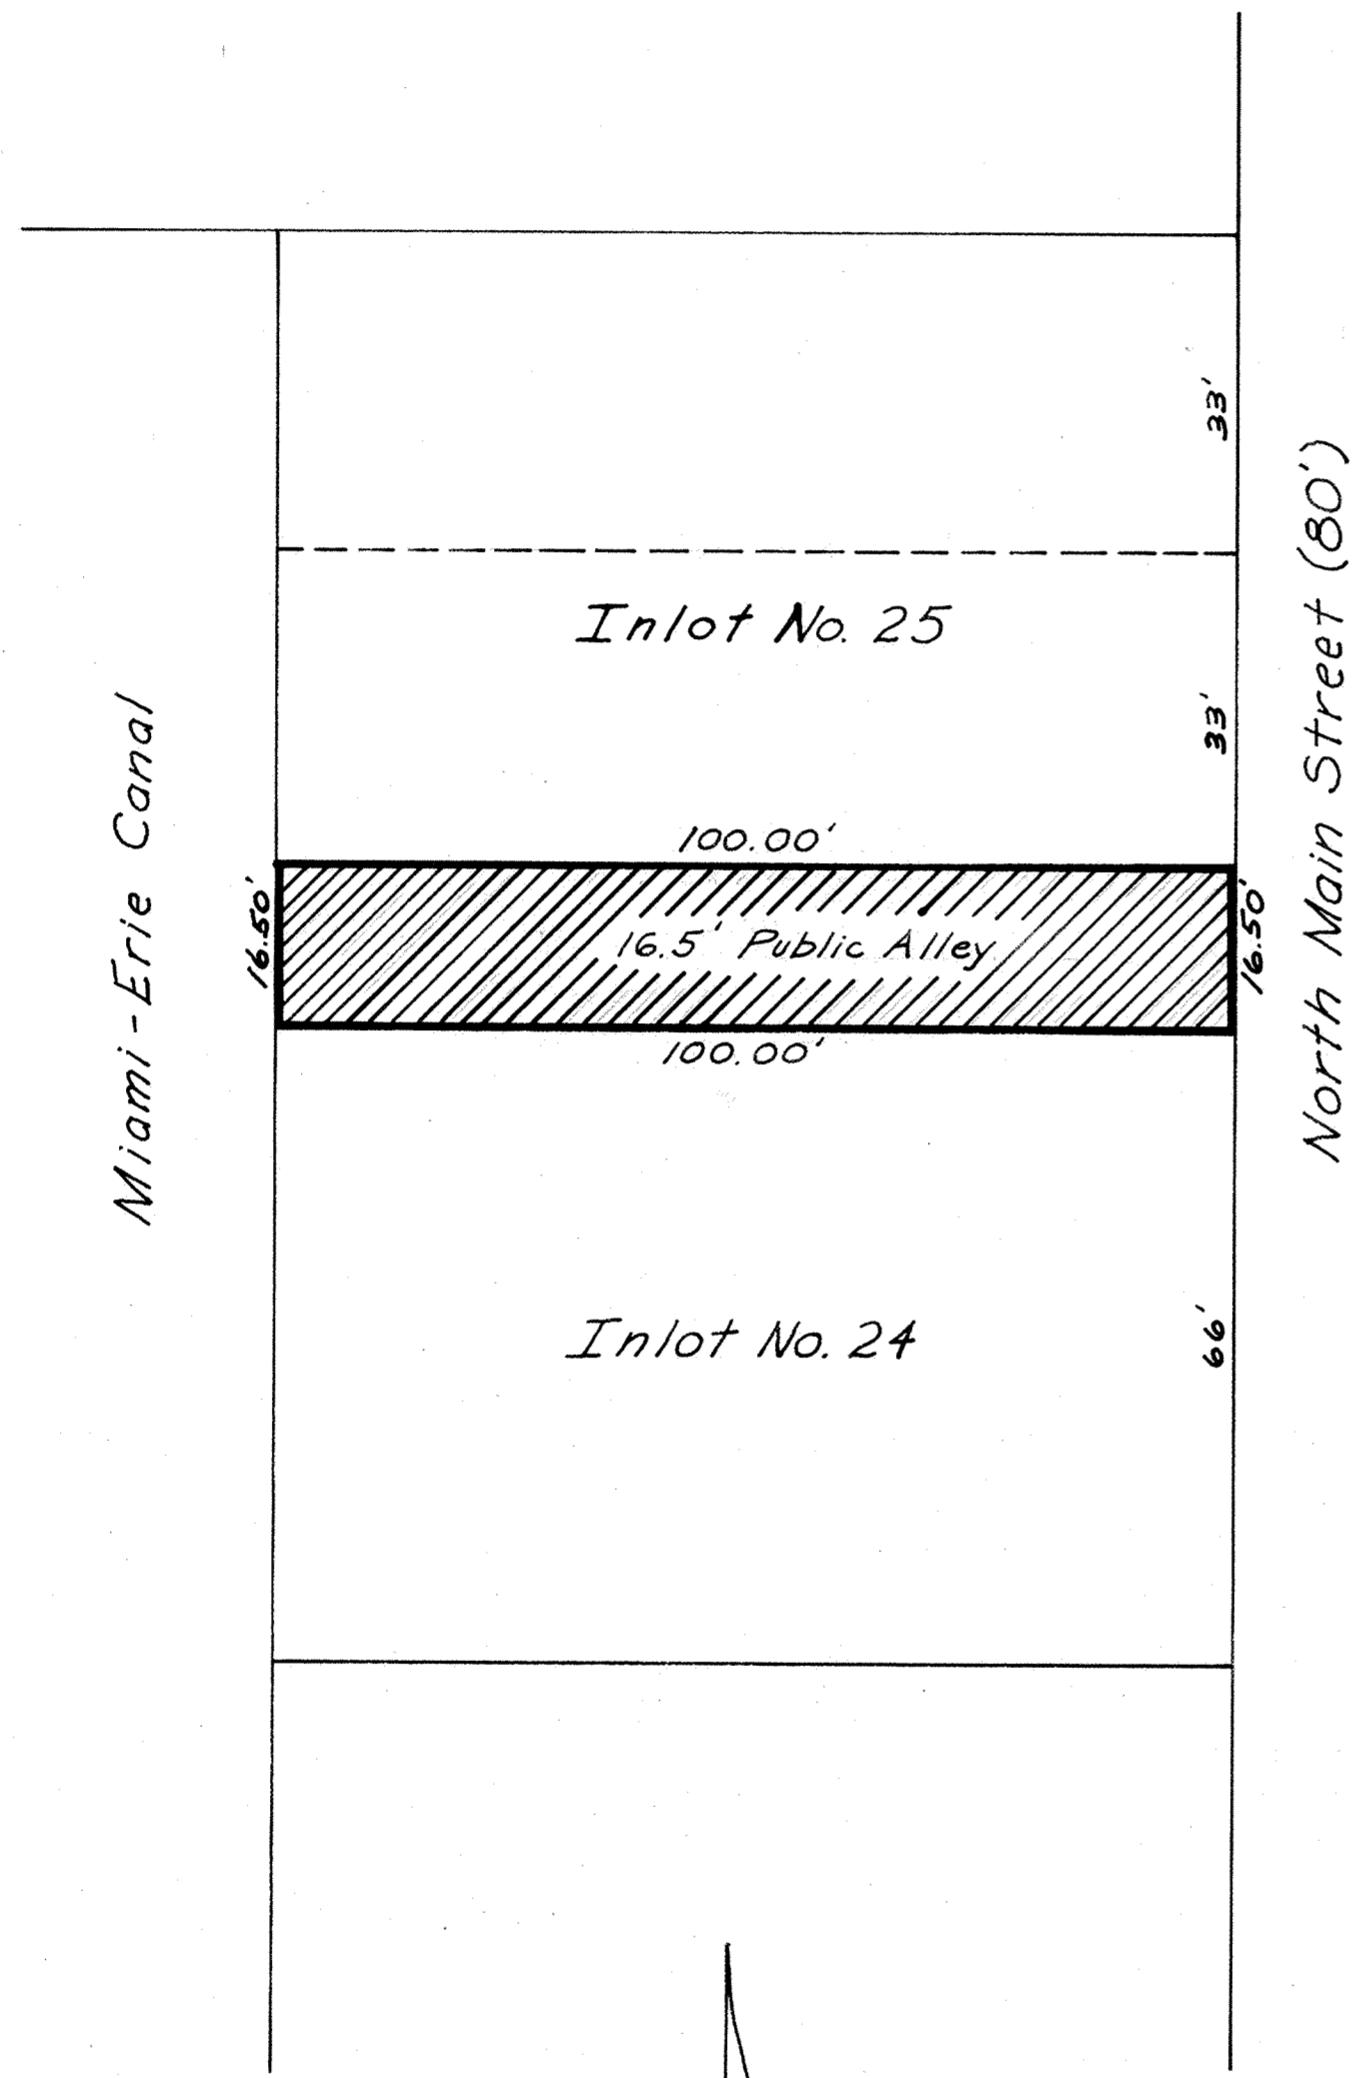 33'
North Main Street (80')
Inlot No. 25
33'
Miami-Erie Canal
100.00'
16.50'
16.5' Public Alley
16.50'
100.00'
Inlot No. 24
66'